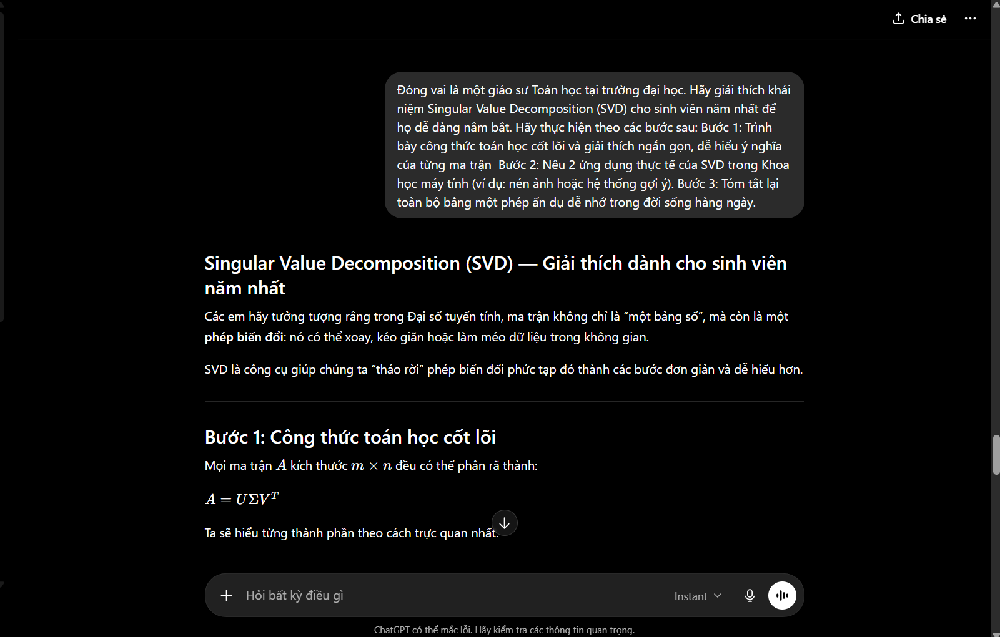 Chia sẻ
Đóng vai là một giáo sư Toán học tại trường đại học. Hãy giải thích khái
niệm Singular Value Decomposition (SVD) cho sinh viên năm nhất để
họ dễ dàng nắm bắt. Hãy thực hiện theo các bước sau: Bước 1: Trình
bày công thức toán học cốt lõi và giải thích ngắn gọn, dễ hiểu ý nghĩa
của từng ma trận  Bước 2: Nêu 2 ứng dụng thực tế của SVD trong Khoa
học máy tính (ví dụ: nén ảnh hoặc hệ thống gợi ý). Bước 3: Tóm tắt lại
toàn bộ bằng một phép ẩn dụ dễ nhớ trong đời sống hàng ngày.
Singular Value Decomposition (SVD) — Giải thích dành cho sinh viên
năm nhất
Các em hãy tưởng tượng rằng trong Đại số tuyến tính, ma trận không chỉ là “một bảng số”, mà còn là một
phép biến đổi: nó có thể xoay, kéo giãn hoặc làm méo dữ liệu trong không gian.
SVD là công cụ giúp chúng ta “tháo rời” phép biến đổi phức tạp đó thành các bước đơn giản và dễ hiểu hơn.
Bước 1: Công thức toán học cốt lõi
Mọi ma trận A kích thước m × n đều có thể phân rã thành:
A = UΣV^T
Ta sẽ hiểu từng thành phần theo cách trực quan nhất.
Hỏi bất kỳ điều gì
Instant
ChatGPT có thể mắc lỗi. Hãy kiểm tra các thông tin quan trọng.